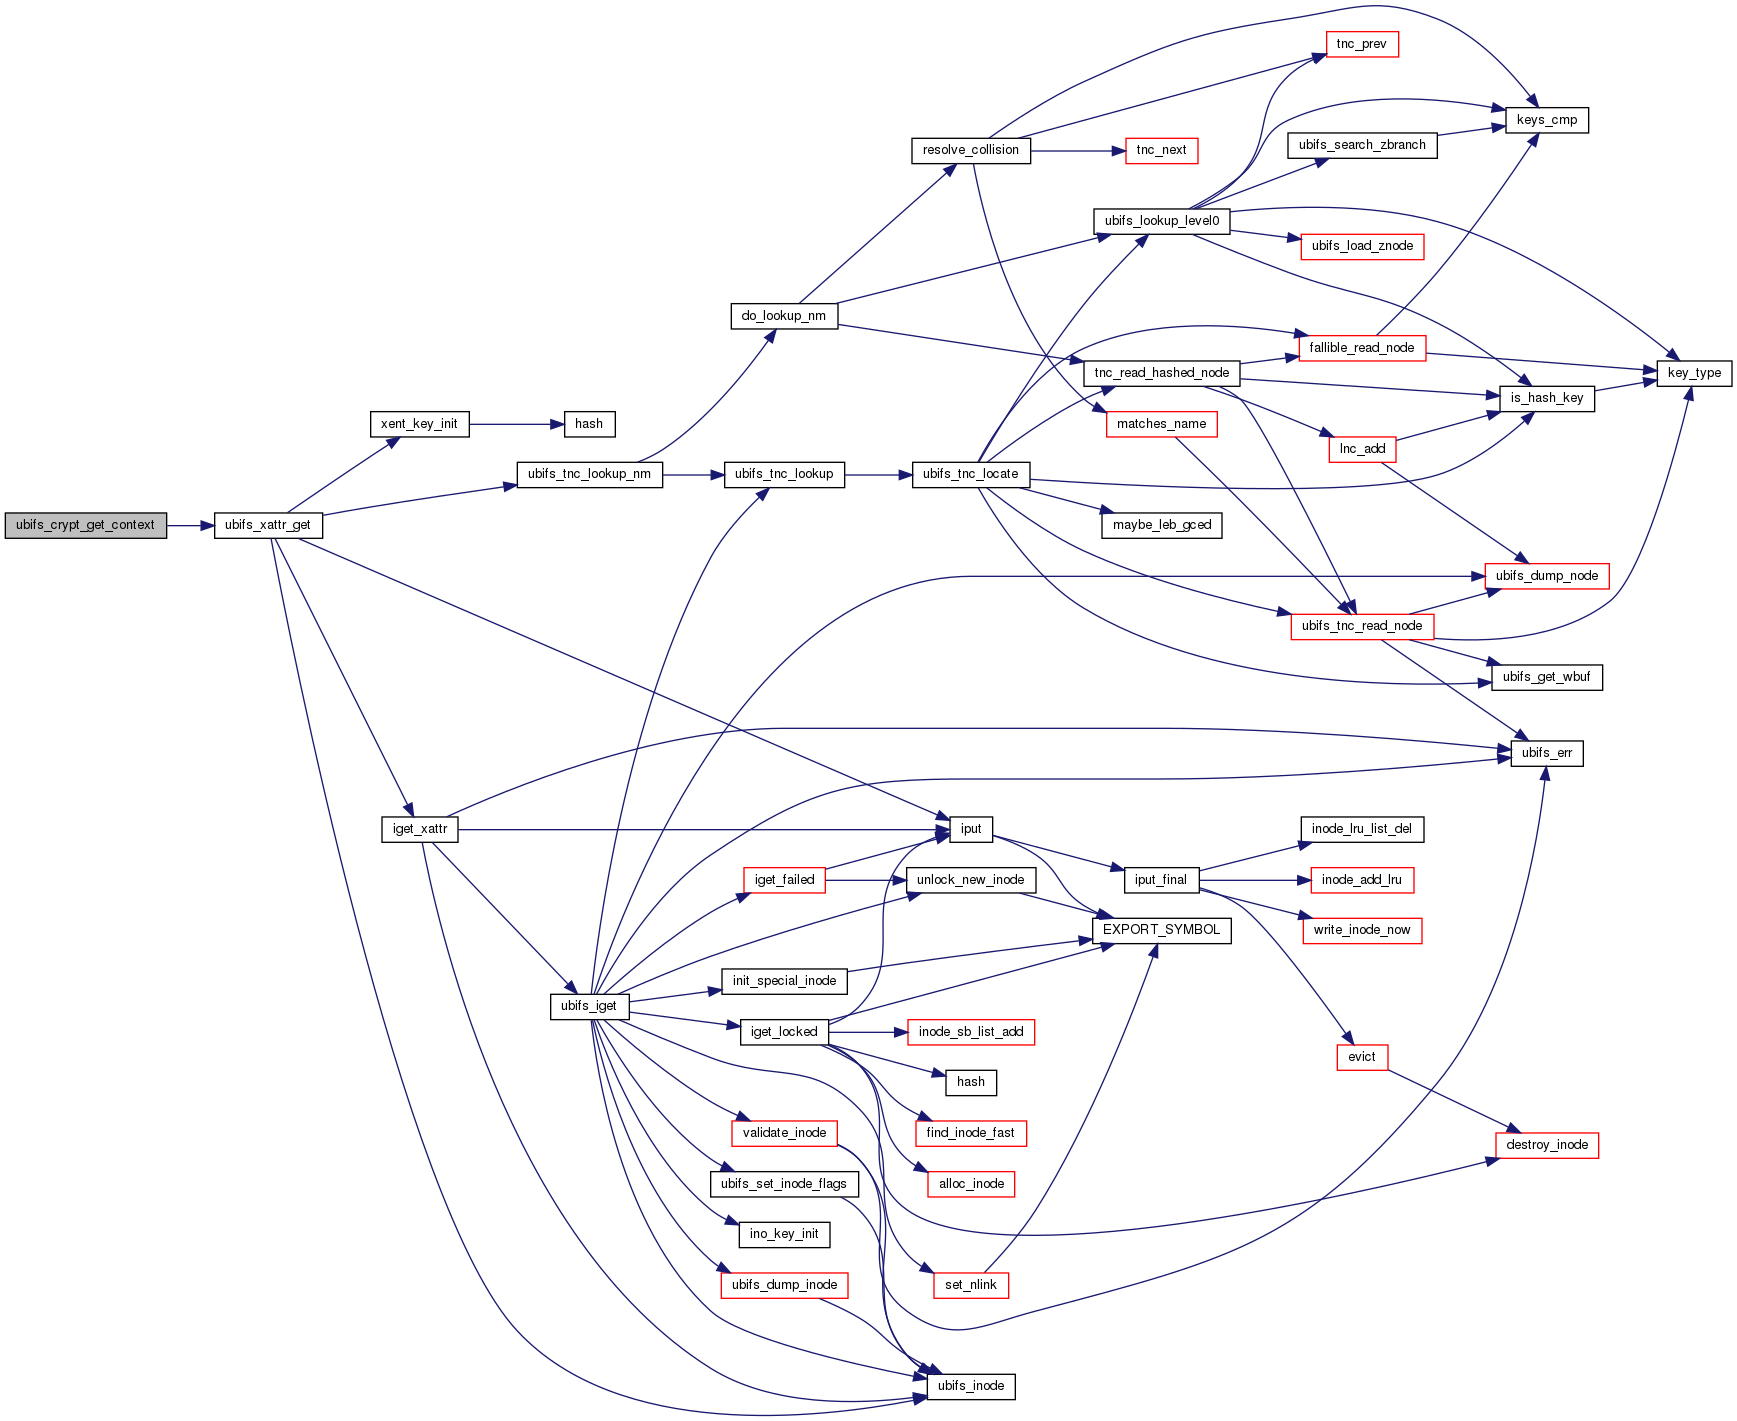 tnc_prev
keys_cmp
resolve_collision
tnc_next
ubifs_search_zbranch
ubifs_lookup_level0
ubifs_load_znode
do_lookup_nm
fallible_read_node
tnc_read_hashed_node
key_type
is_hash_key
xent_key_init
hash
matches_name
lnc_add
ubifs_tnc_lookup_nm
ubifs_tnc_lookup
ubifs_tnc_locate
ubifs_crypt_get_context
ubifs_xattr_get
maybe_leb_gced
ubifs_dump_node
ubifs_tnc_read_node
ubifs_get_wbuf
ubifs_err
iget_xattr
iput
inode_lru_list_del
iget_failed
unlock_new_inode
iput_final
inode_add_lru
EXPORT_SYMBOL
write_inode_now
init_special_inode
ubifs_iget
iget_locked
inode_sb_list_add
evict
hash
validate_inode
find_inode_fast
destroy_inode
ubifs_set_inode_flags
alloc_inode
ino_key_init
ubifs_dump_inode
set_nlink
ubifs_inode